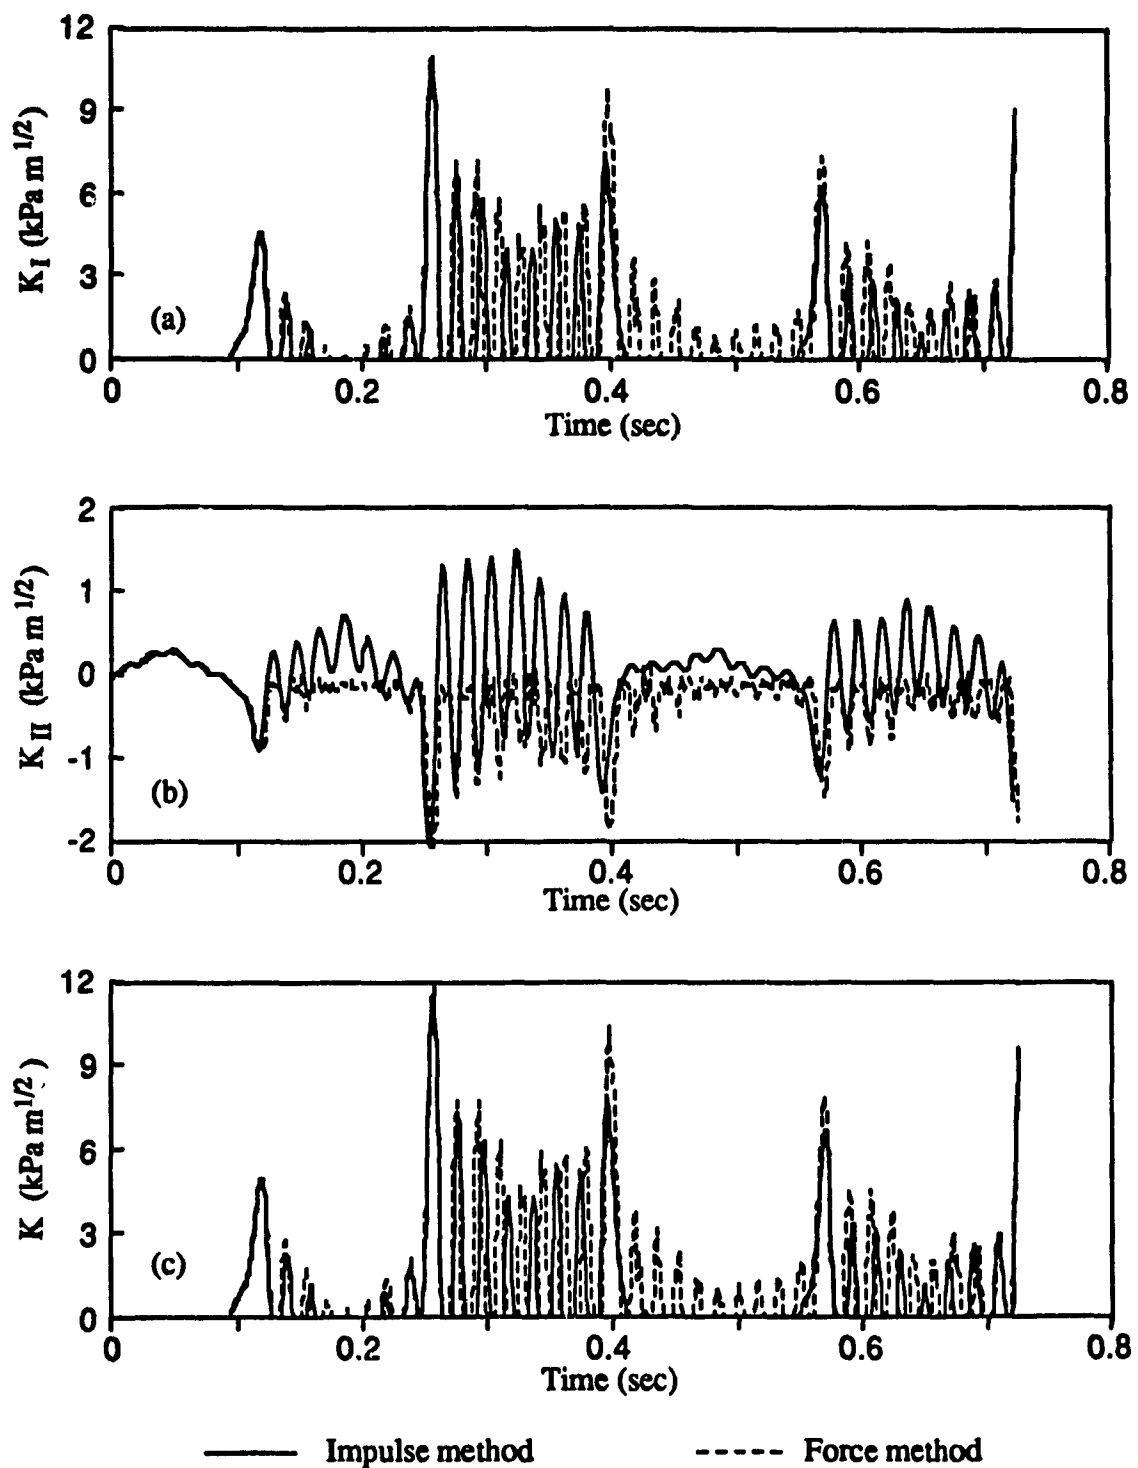 12
9
6
3
0
K_I (kPa m^1/2)
(a)
0 0.2 0.4 0.6 0.8
Time (sec)
2
1
0
-1
-2
K_II (kPa m^1/2)
(b)
0 0.2 0.4 0.6 0.8
Time (sec)
12
9
6
3
0
K (kPa m^1/2)
(c)
0 0.2 0.4 0.6 0.8
Time (sec)
Impulse method Force method